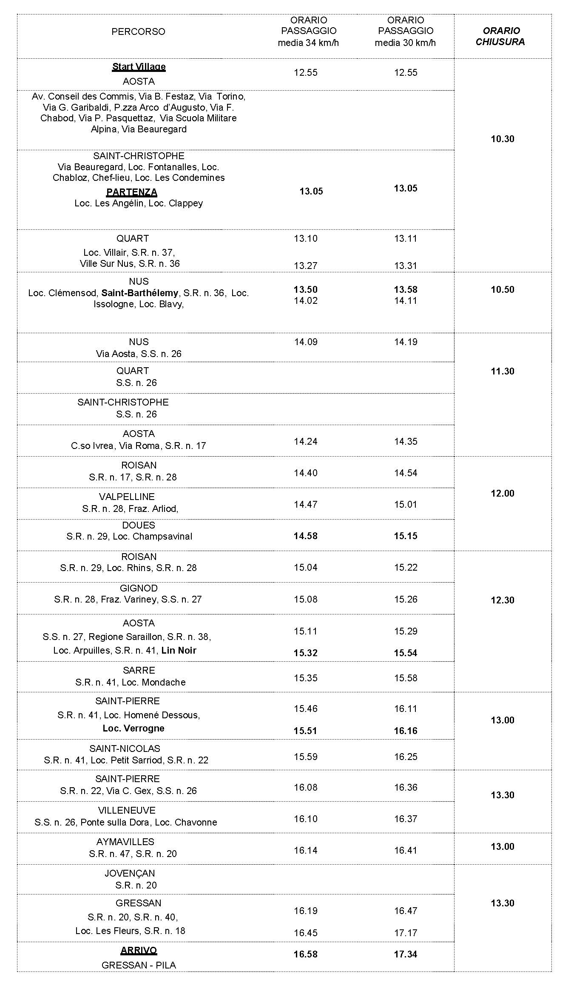 PERCORSO
ORARIO
PASSAGGIO
media 34 km/h
ORARIO
PASSAGGIO
media 30 km/h
ORARIO
CHIUSURA
Start Village
AOSTA
12.55
12.55
Av. Conseil des Commis, Via B. Festaz, Via Torino,
Via G. Garibaldi, P.zza Arco d’Augusto, Via F.
Chabod, Via P. Pasquettaz, Via Scuola Militare
Alpina, Via Beauregard
10.30
SAINT-CHRISTOPHE
Via Beauregard, Loc. Fontanalles, Loc.
Chabloz, Chef-lieu, Loc. Les Condemines
PARTENZA
Loc. Les Angélin, Loc. Clappey
13.05
13.05
QUART
13.10
13.11
Loc. Villair, S.R. n. 37,
Ville Sur Nus, S.R. n. 36
13.27
13.31
NUS
Loc. Clémensod, Saint-Barthélemy, S.R. n. 36, Loc.
Issologne, Loc. Blavy,
13.50
14.02
13.58
14.11
10.50
NUS
Via Aosta, S.S. n. 26
14.09
14.19
QUART
S.S. n. 26
11.30
SAINT-CHRISTOPHE
S.S. n. 26
AOSTA
C.so Ivrea, Via Roma, S.R. n. 17
14.24
14.35
ROISAN
S.R. n. 17, S.R. n. 28
14.40
14.54
VALPELLINE
S.R. n. 28, Fraz. Arliod,
14.47
15.01
12.00
DOUES
S.R. n. 29, Loc. Champsavinal
14.58
15.15
ROISAN
S.R. n. 29, Loc. Rhins, S.R. n. 28
15.04
15.22
GIGNOD
S.R. n. 28, Fraz. Variney, S.S. n. 27
15.08
15.26
12.30
AOSTA
S.S. n. 27, Regione Saraillon, S.R. n. 38,
Loc. Arpuilles, S.R. n. 41, Lin Noir
15.11
15.32
15.29
15.54
SARRE
S.R. n. 41, Loc. Mondache
15.35
15.58
SAINT-PIERRE
S.R. n. 41, Loc. Homené Dessous,
Loc. Verrogne
15.46
15.51
16.11
16.16
13.00
SAINT-NICOLAS
S.R. n. 41, Loc. Petit Sarriod, S.R. n. 22
15.59
16.25
SAINT-PIERRE
S.R. n. 22, Via C. Gex, S.S. n. 26
16.08
16.36
13.30
VILLENEUVE
S.S. n. 26, Ponte sulla Dora, Loc. Chavonne
16.10
16.37
AYMAVILLES
S.R. n. 47, S.R. n. 20
16.14
16.41
13.00
JOVENÇAN
S.R. n. 20
GRESSAN
S.R. n. 20, S.R. n. 40,
Loc. Les Fleurs, S.R. n. 18
16.19
16.45
16.47
17.17
13.30
ARRIVO
GRESSAN - PILA
16.58
17.34